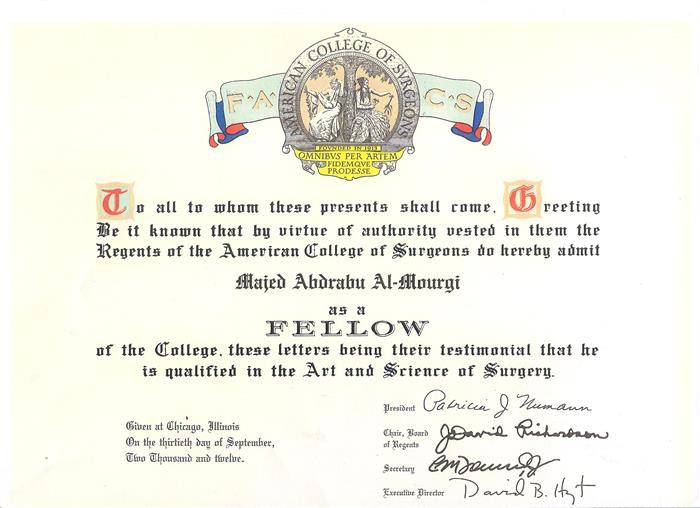 AMERICAN COLLEGE OF SURGEONS
F·A·C·S
FOUNDED IN 1913
OMNIBVS PER ARTEM
FIDEMQVE
PRODESSE
To all to whom these presents shall come, Greeting
Be it known that by virtue of authority vested in them the
Regents of the American College of Surgeons do hereby admit
Majed Abdrabu Al-Mourgi
as a
FELLOW
of the College, these letters being their testimonial that he
is qualified in the Art and Science of Surgery.
Given at Chicago, Illinois
On the thirtieth day of September,
Two Thousand and twelve.
President Patricia J Numann
Chair, Board J David Richardson
of Regents
Secretary
Executive Director David B. Hoyt